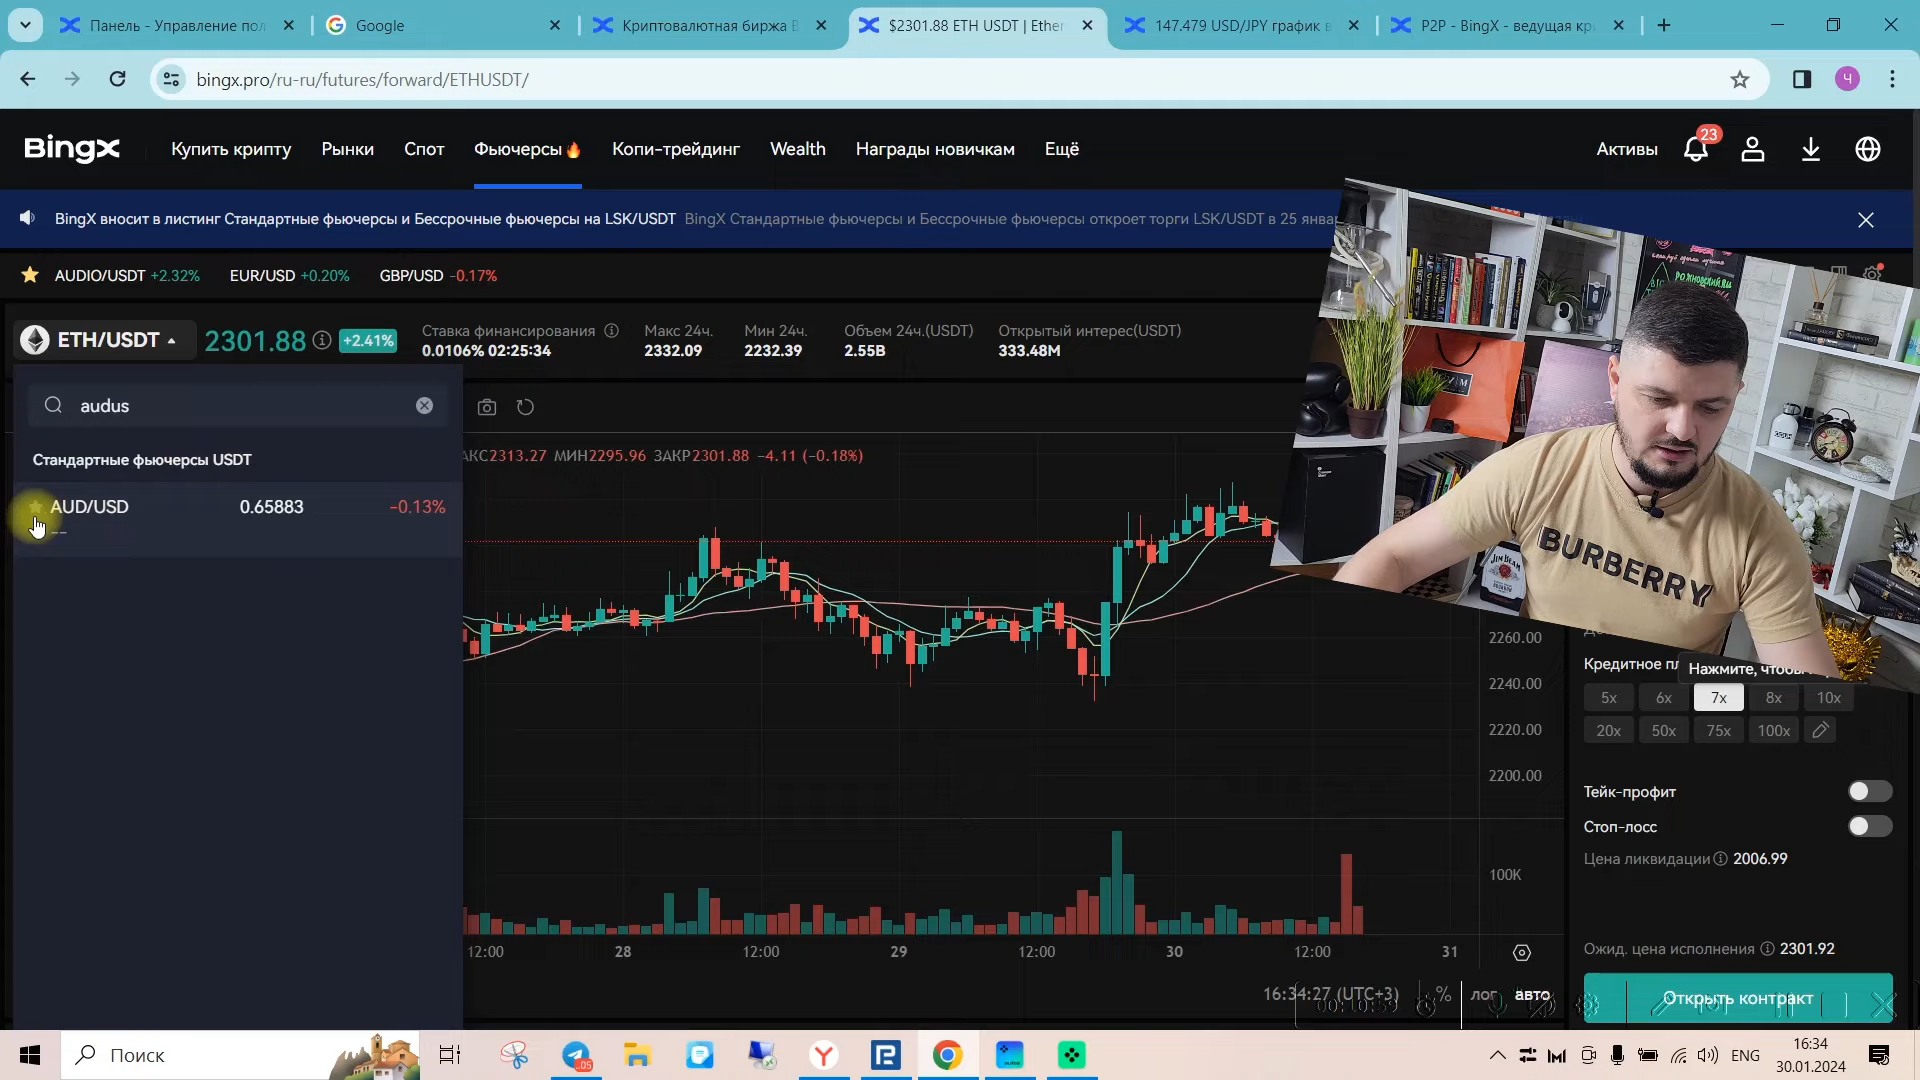 Панель - Управление пол
Google
Криптовалютная биржа B
$2301.88 ETH USDT | Ether
147.479 USD/JPY график в
P2P - BingX - ведущая кр
bingx.pro/ru-ru/futures/forward/ETHUSDT/
Ч
BingX
Купить крипту
Рынки
Спот
Фьючерсы
Копи-трейдинг
Wealth
Награды новичкам
Ещё
Активы
23
BingX вносит в листинг Стандартные фьючерсы и Бессрочные фьючерсы на LSK/USDT BingX Стандартные фьючерсы и Бессрочные фьючерсы откроет торги LSK/USDT в 25 янва
AUDIO/USDT +2.32% EUR/USD +0.20% GBP/USD -0.17%
ETH/USDT
2301.88
+2.41%
Ставка финансирования
0.0106% 02:25:34
Макс 24ч.
2332.09
Мин 24ч.
2232.39
Объем 24ч.(USDT)
2.55B
Открытый интерес(USDT)
333.48M
audus
Стандартные фьючерсы USDT
AUD/USD 0.65883 -0.13%
--
АКС2313.27 МИН2295.96 ЗАКР2301.88 -4.11 (-0.18%)
BURBERRY
JIM BEAM
РОЖНОВСКИЙ
2260.00
2240.00
2220.00
2200.00
100K
Кредитное пл
Нажмите, чтобы
5x 6x 7x 8x 10x
20x 50x 75x 100x
Тейк-профит
Стоп-лосс
Цена ликвидации 2006.99
12:00 28 12:00 29 12:00 30 12:00 31
Ожид. цена исполнения 2301.92
16:34:27 (UTC+3) % лог авто
Открыть контракт
Поиск
05
ENG
16:34
30.01.2024